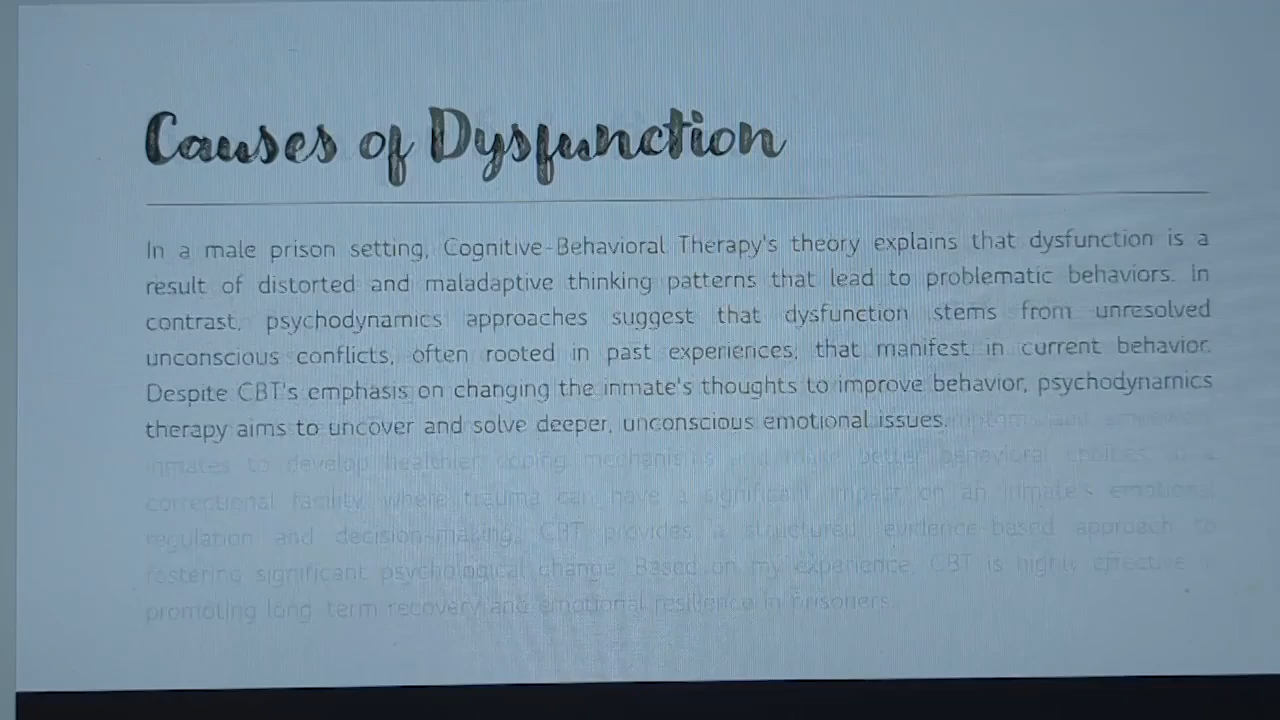 Causes of Dysfunction
In a male prison setting, Cognitive-Behavioral Therapy's theory explains that dysfunction is a
result of distorted and maladaptive thinking patterns that lead to problematic behaviors. In
contrast, psychodynamics approaches suggest that dysfunction stems from unresolved
unconscious conflicts, often rooted in past experiences, that manifest in current behavior.
Despite CBT's emphasis on changing the inmate's thoughts to improve behavior, psychodynamics
therapy aims to uncover and solve deeper, unconscious emotional issues.
inmates to develop healthier coping mechanisms and make better behavioral choices. In a
correctional facility, where trauma can have a significant impact on an inmate's emotional
regulation and decision-making, CBT provides a structured, evidence-based approach to
fostering significant psychological change. Based on my experience, CBT is highly effective
promoting long term recovery and emotional resilience in prisoners.